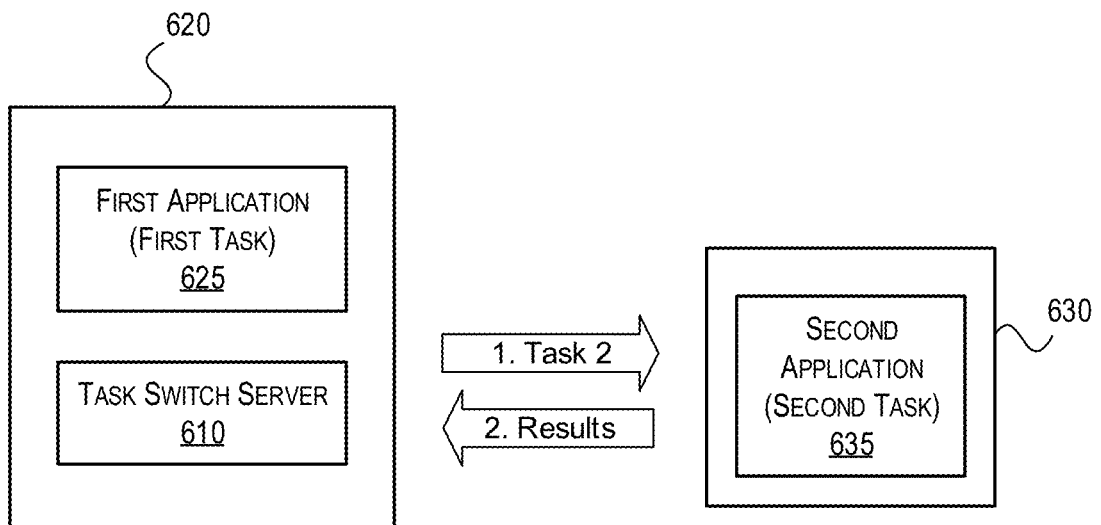 620
FIRST APPLICATION
(FIRST TASK)
625
TASK SWITCH SERVER
610
1. Task 2
2. Results
SECOND
APPLICATION
(SECOND TASK)
635
630